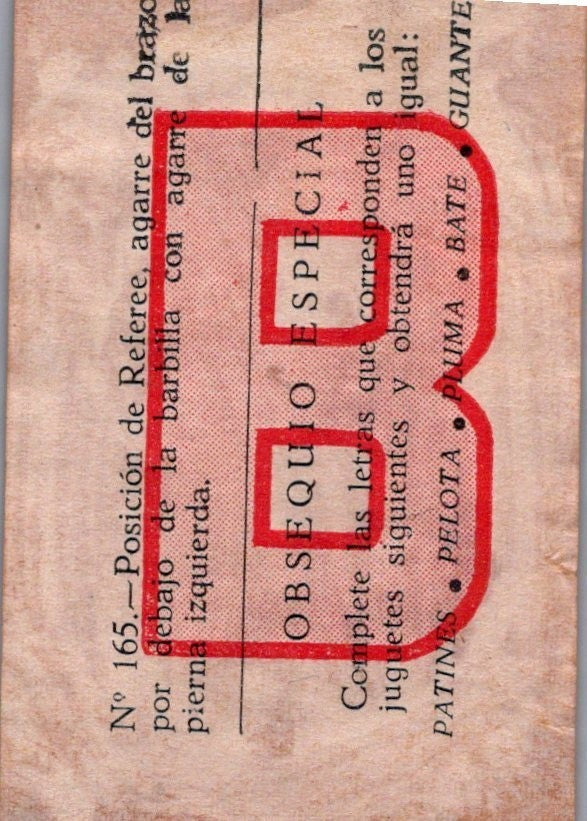 Nº 165.—Posición de Referee, agarre del brazo
por debajo de la barbilla con agarre de la
pierna izquierda.
OBSEQUIO ESPECIAL
Complete las letras que corresponden a los
juguetes siguientes y obtendrá uno igual:
PATINES • PELOTA • PLUMA • BATE • GUANTE
B